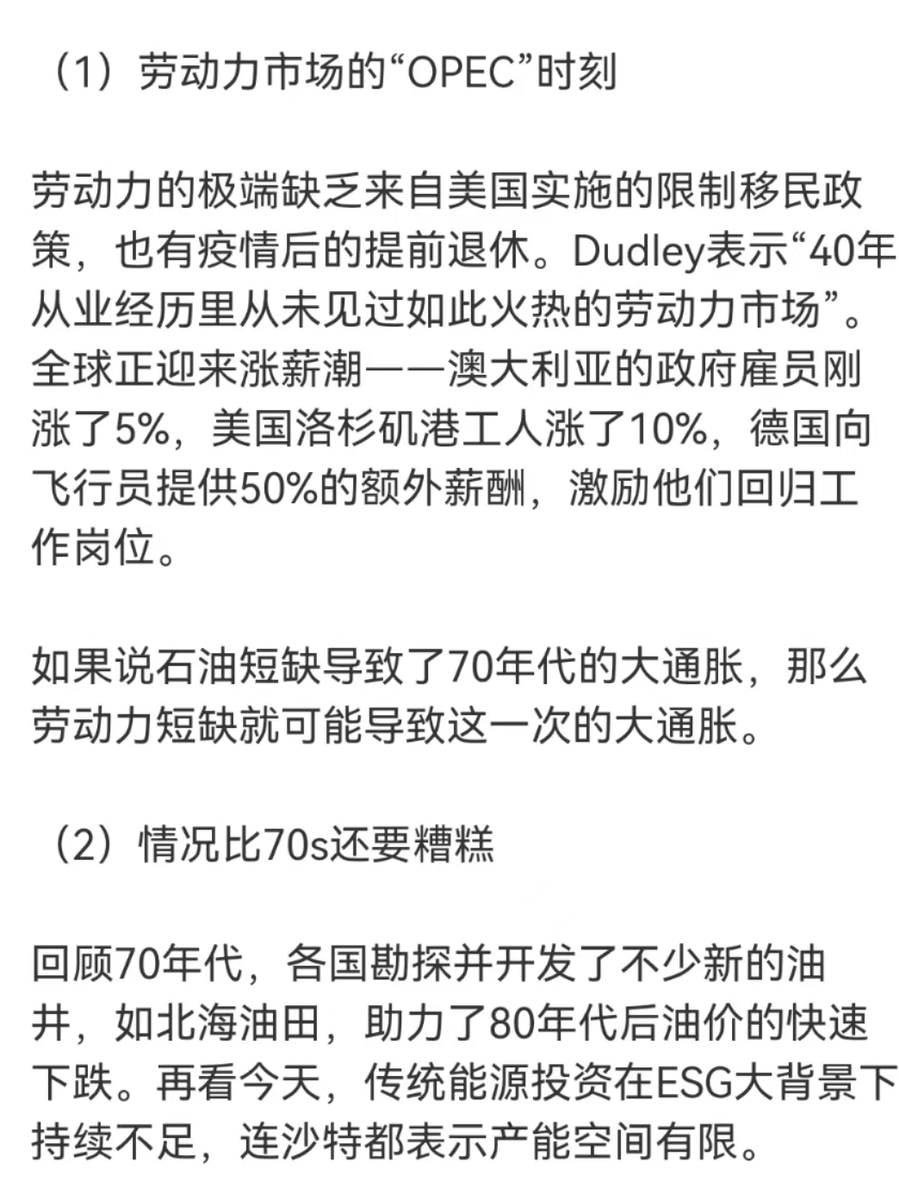 （1）劳动力市场的“OPEC”时刻
劳动力的极端缺乏来自美国实施的限制移民政
策，也有疫情后的提前退休。Dudley表示“40年
从业经历里从未见过如此火热的劳动力市场”。
全球正迎来涨薪潮——澳大利亚的政府雇员刚
涨了5%，美国洛杉矶港工人涨了10%，德国向
飞行员提供50%的额外薪酬，激励他们回归工
作岗位。
如果说石油短缺导致了70年代的大通胀，那么
劳动力短缺就可能导致这一次的大通胀。
（2）情况比70s还要糟糕
回顾70年代，各国勘探并开发了不少新的油
井，如北海油田，助力了80年代后油价的快速
下跌。再看今天，传统能源投资在ESG大背景下
持续不足，连沙特都表示产能空间有限。